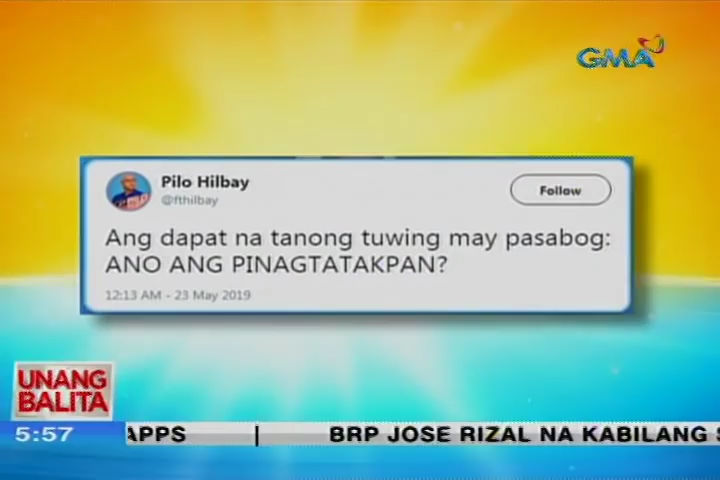 GMA
Pilo Hilbay
@fthilbay
Follow
Ang dapat na tanong tuwing may pasabog:
ANO ANG PINAGTATAKPAN?
12:13 AM - 23 May 2019
UNANG
BALITA
5:57
APPS | BRP JOSE RIZAL NA KABILANG